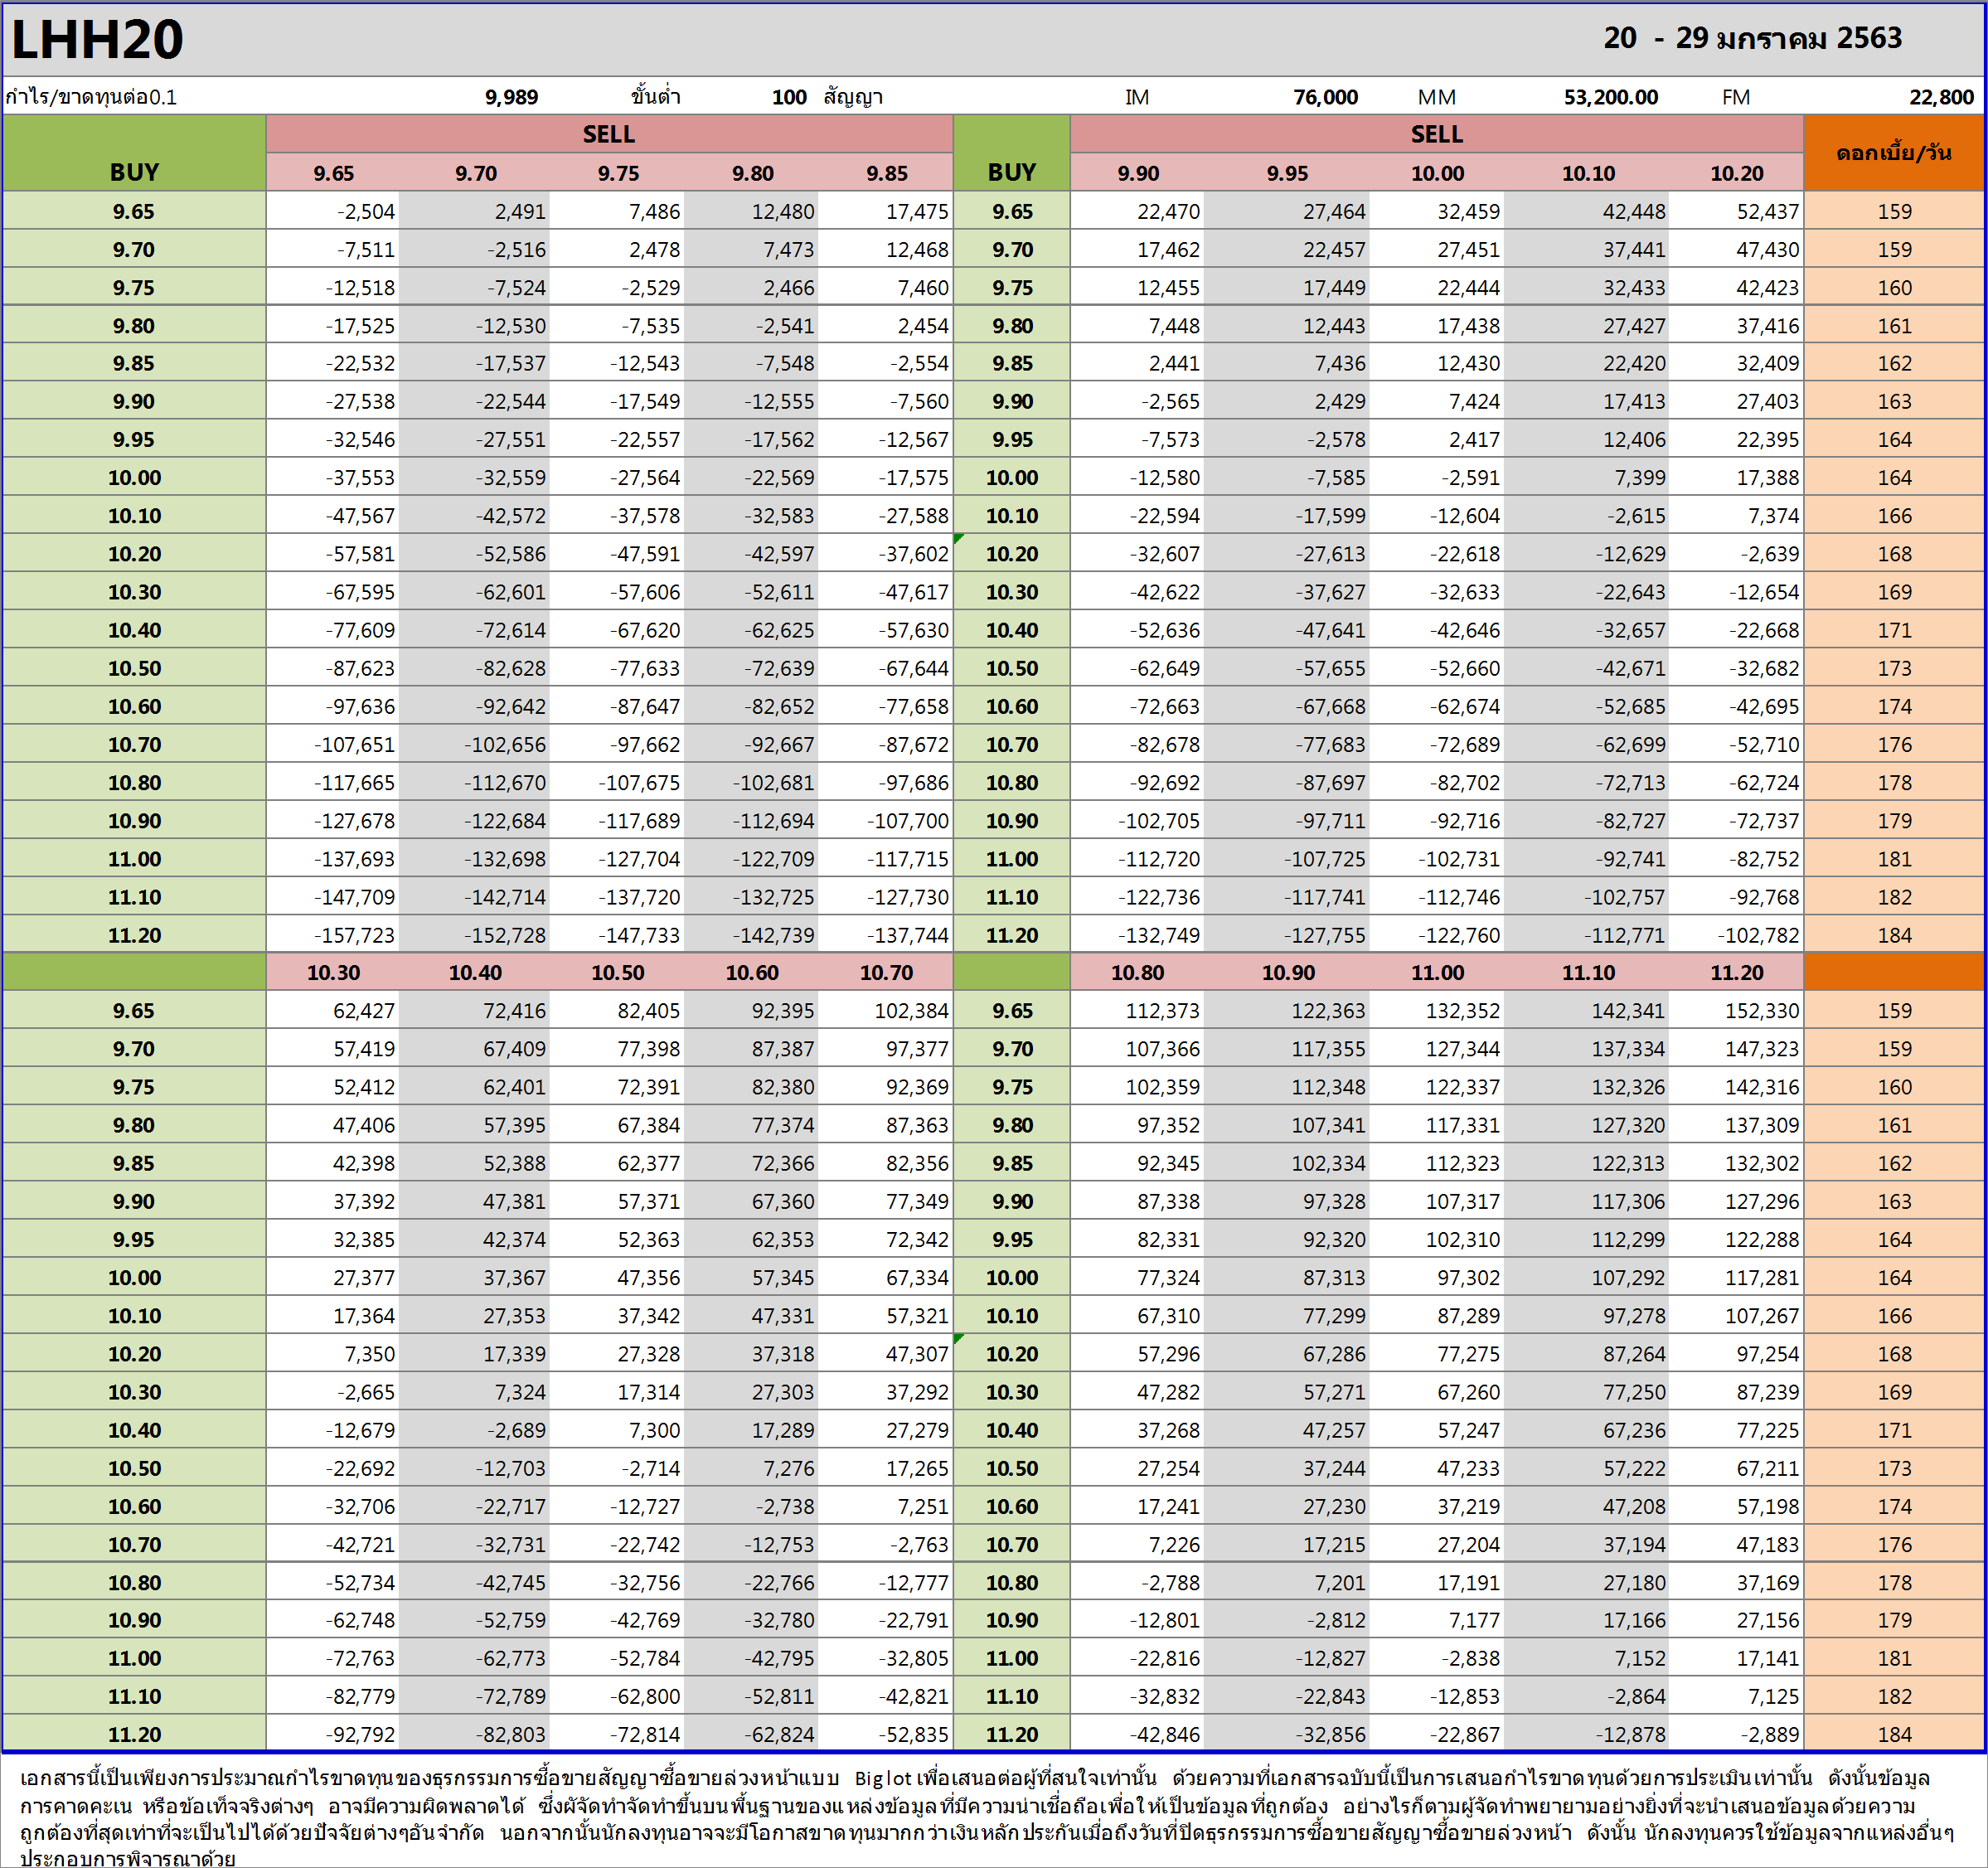 LHH20 20 - 29 มกราคม 2563
กำไร/ขาดทุนต่อ0.1 9,989 ขั้นต่ำ 100 สัญญา IM 76,000 MM 53,200.00 FM 22,800
SELL SELL
BUY 9.65 9.70 9.75 9.80 9.85 BUY 9.90 9.95 10.00 10.10 10.20 ดอกเบี้ย/วัน
9.65 -2,504 2,491 7,486 12,480 17,475 9.65 22,470 27,464 32,459 42,448 52,437 159
9.70 -7,511 -2,516 2,478 7,473 12,468 9.70 17,462 22,457 27,451 37,441 47,430 159
9.75 -12,518 -7,524 -2,529 2,466 7,460 9.75 12,455 17,449 22,444 32,433 42,423 160
9.80 -17,525 -12,530 -7,535 -2,541 2,454 9.80 7,448 12,443 17,438 27,427 37,416 161
9.85 -22,532 -17,537 -12,543 -7,548 -2,554 9.85 2,441 7,436 12,430 22,420 32,409 162
9.90 -27,538 -22,544 -17,549 -12,555 -7,560 9.90 -2,565 2,429 7,424 17,413 27,403 163
9.95 -32,546 -27,551 -22,557 -17,562 -12,567 9.95 -7,573 -2,578 2,417 12,406 22,395 164
10.00 -37,553 -32,559 -27,564 -22,569 -17,575 10.00 -12,580 -7,585 -2,591 7,399 17,388 164
10.10 -47,567 -42,572 -37,578 -32,583 -27,588 10.10 -22,594 -17,599 -12,604 -2,615 7,374 166
10.20 -57,581 -52,586 -47,591 -42,597 -37,602 10.20 -32,607 -27,613 -22,618 -12,629 -2,639 168
10.30 -67,595 -62,601 -57,606 -52,611 -47,617 10.30 -42,622 -37,627 -32,633 -22,643 -12,654 169
10.40 -77,609 -72,614 -67,620 -62,625 -57,630 10.40 -52,636 -47,641 -42,646 -32,657 -22,668 171
10.50 -87,623 -82,628 -77,633 -72,639 -67,644 10.50 -62,649 -57,655 -52,660 -42,671 -32,682 173
10.60 -97,636 -92,642 -87,647 -82,652 -77,658 10.60 -72,663 -67,668 -62,674 -52,685 -42,695 174
10.70 -107,651 -102,656 -97,662 -92,667 -87,672 10.70 -82,678 -77,683 -72,689 -62,699 -52,710 176
10.80 -117,665 -112,670 -107,675 -102,681 -97,686 10.80 -92,692 -87,697 -82,702 -72,713 -62,724 178
10.90 -127,678 -122,684 -117,689 -112,694 -107,700 10.90 -102,705 -97,711 -92,716 -82,727 -72,737 179
11.00 -137,693 -132,698 -127,704 -122,709 -117,715 11.00 -112,720 -107,725 -102,731 -92,741 -82,752 181
11.10 -147,709 -142,714 -137,720 -132,725 -127,730 11.10 -122,736 -117,741 -112,746 -102,757 -92,768 182
11.20 -157,723 -152,728 -147,733 -142,739 -137,744 11.20 -132,749 -127,755 -122,760 -112,771 -102,782 184
10.30 10.40 10.50 10.60 10.70 10.80 10.90 11.00 11.10 11.20
9.65 62,427 72,416 82,405 92,395 102,384 9.65 112,373 122,363 132,352 142,341 152,330 159
9.70 57,419 67,409 77,398 87,387 97,377 9.70 107,366 117,355 127,344 137,334 147,323 159
9.75 52,412 62,401 72,391 82,380 92,369 9.75 102,359 112,348 122,337 132,326 142,316 160
9.80 47,406 57,395 67,384 77,374 87,363 9.80 97,352 107,341 117,331 127,320 137,309 161
9.85 42,398 52,388 62,377 72,366 82,356 9.85 92,345 102,334 112,323 122,313 132,302 162
9.90 37,392 47,381 57,371 67,360 77,349 9.90 87,338 97,328 107,317 117,306 127,296 163
9.95 32,385 42,374 52,363 62,353 72,342 9.95 82,331 92,320 102,310 112,299 122,288 164
10.00 27,377 37,367 47,356 57,345 67,334 10.00 77,324 87,313 97,302 107,292 117,281 164
10.10 17,364 27,353 37,342 47,331 57,321 10.10 67,310 77,299 87,289 97,278 107,267 166
10.20 7,350 17,339 27,328 37,318 47,307 10.20 57,296 67,286 77,275 87,264 97,254 168
10.30 -2,665 7,324 17,314 27,303 37,292 10.30 47,282 57,271 67,260 77,250 87,239 169
10.40 -12,679 -2,689 7,300 17,289 27,279 10.40 37,268 47,257 57,247 67,236 77,225 171
10.50 -22,692 -12,703 -2,714 7,276 17,265 10.50 27,254 37,244 47,233 57,222 67,211 173
10.60 -32,706 -22,717 -12,727 -2,738 7,251 10.60 17,241 27,230 37,219 47,208 57,198 174
10.70 -42,721 -32,731 -22,742 -12,753 -2,763 10.70 7,226 17,215 27,204 37,194 47,183 176
10.80 -52,734 -42,745 -32,756 -22,766 -12,777 10.80 -2,788 7,201 17,191 27,180 37,169 178
10.90 -62,748 -52,759 -42,769 -32,780 -22,791 10.90 -12,801 -2,812 7,177 17,166 27,156 179
11.00 -72,763 -62,773 -52,784 -42,795 -32,805 11.00 -22,816 -12,827 -2,838 7,152 17,141 181
11.10 -82,779 -72,789 -62,800 -52,811 -42,821 11.10 -32,832 -22,843 -12,853 -2,864 7,125 182
11.20 -92,792 -82,803 -72,814 -62,824 -52,835 11.20 -42,846 -32,856 -22,867 -12,878 -2,889 184
เอกสารนี้เป็นเพียงการประมาณกำไรขาดทุนของธุรกรรมการซื้อขายสัญญาซื้อขายล่วงหน้าแบบ Big lot เพื่อเสนอต่อผู้ที่สนใจเท่านั้น ด้วยความที่เอกสารฉบับนี้เป็นการเสนอกำไรขาดทุนด้วยการประเมินเท่านั้น ดังนั้นข้อมูล
การคาดคะเน หรือข้อเท็จจริงต่างๆ อาจมีความผิดพลาดได้ ซึ่งผัจัดทำจัดทำขึ้นบนพื้นฐานของแหล่งข้อมูลที่มีความน่าเชื่อถือเพื่อให้เป็นข้อมูลที่ถูกต้อง อย่างไรก็ตามผู้จัดทำพยายามอย่างยิ่งที่จะนำเสนอข้อมูลด้วยความ
ถูกต้องที่สุดเท่าที่จะเป็นไปได้ด้วยปัจจัยต่างๆอันจำกัด นอกจากนั้นนักลงทุนอาจจะมีโอกาสขาดทุนมากกว่าเงินหลักประกันเมื่อถึงวันที่ปิดธุรกรรมการซื้อขายสัญญาซื้อขายล่วงหน้า ดังนั้น นักลงทุนควรใช้ข้อมูลจากแหล่งอื่นๆ
ประกอบการพิจารณาด้วย